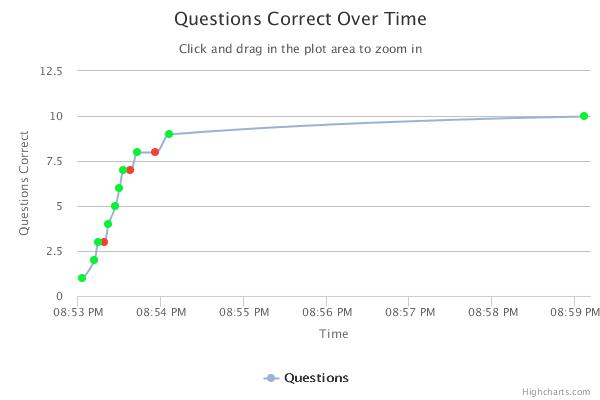 Questions Correct Over Time
Click and drag in the plot area to zoom in
12.5
10
7.5
5
2.5
0
Questions Correct
08:53 PM 08:54 PM 08:55 PM 08:56 PM 08:57 PM 08:58 PM 08:59 PM
Time
Questions
Highcharts.com